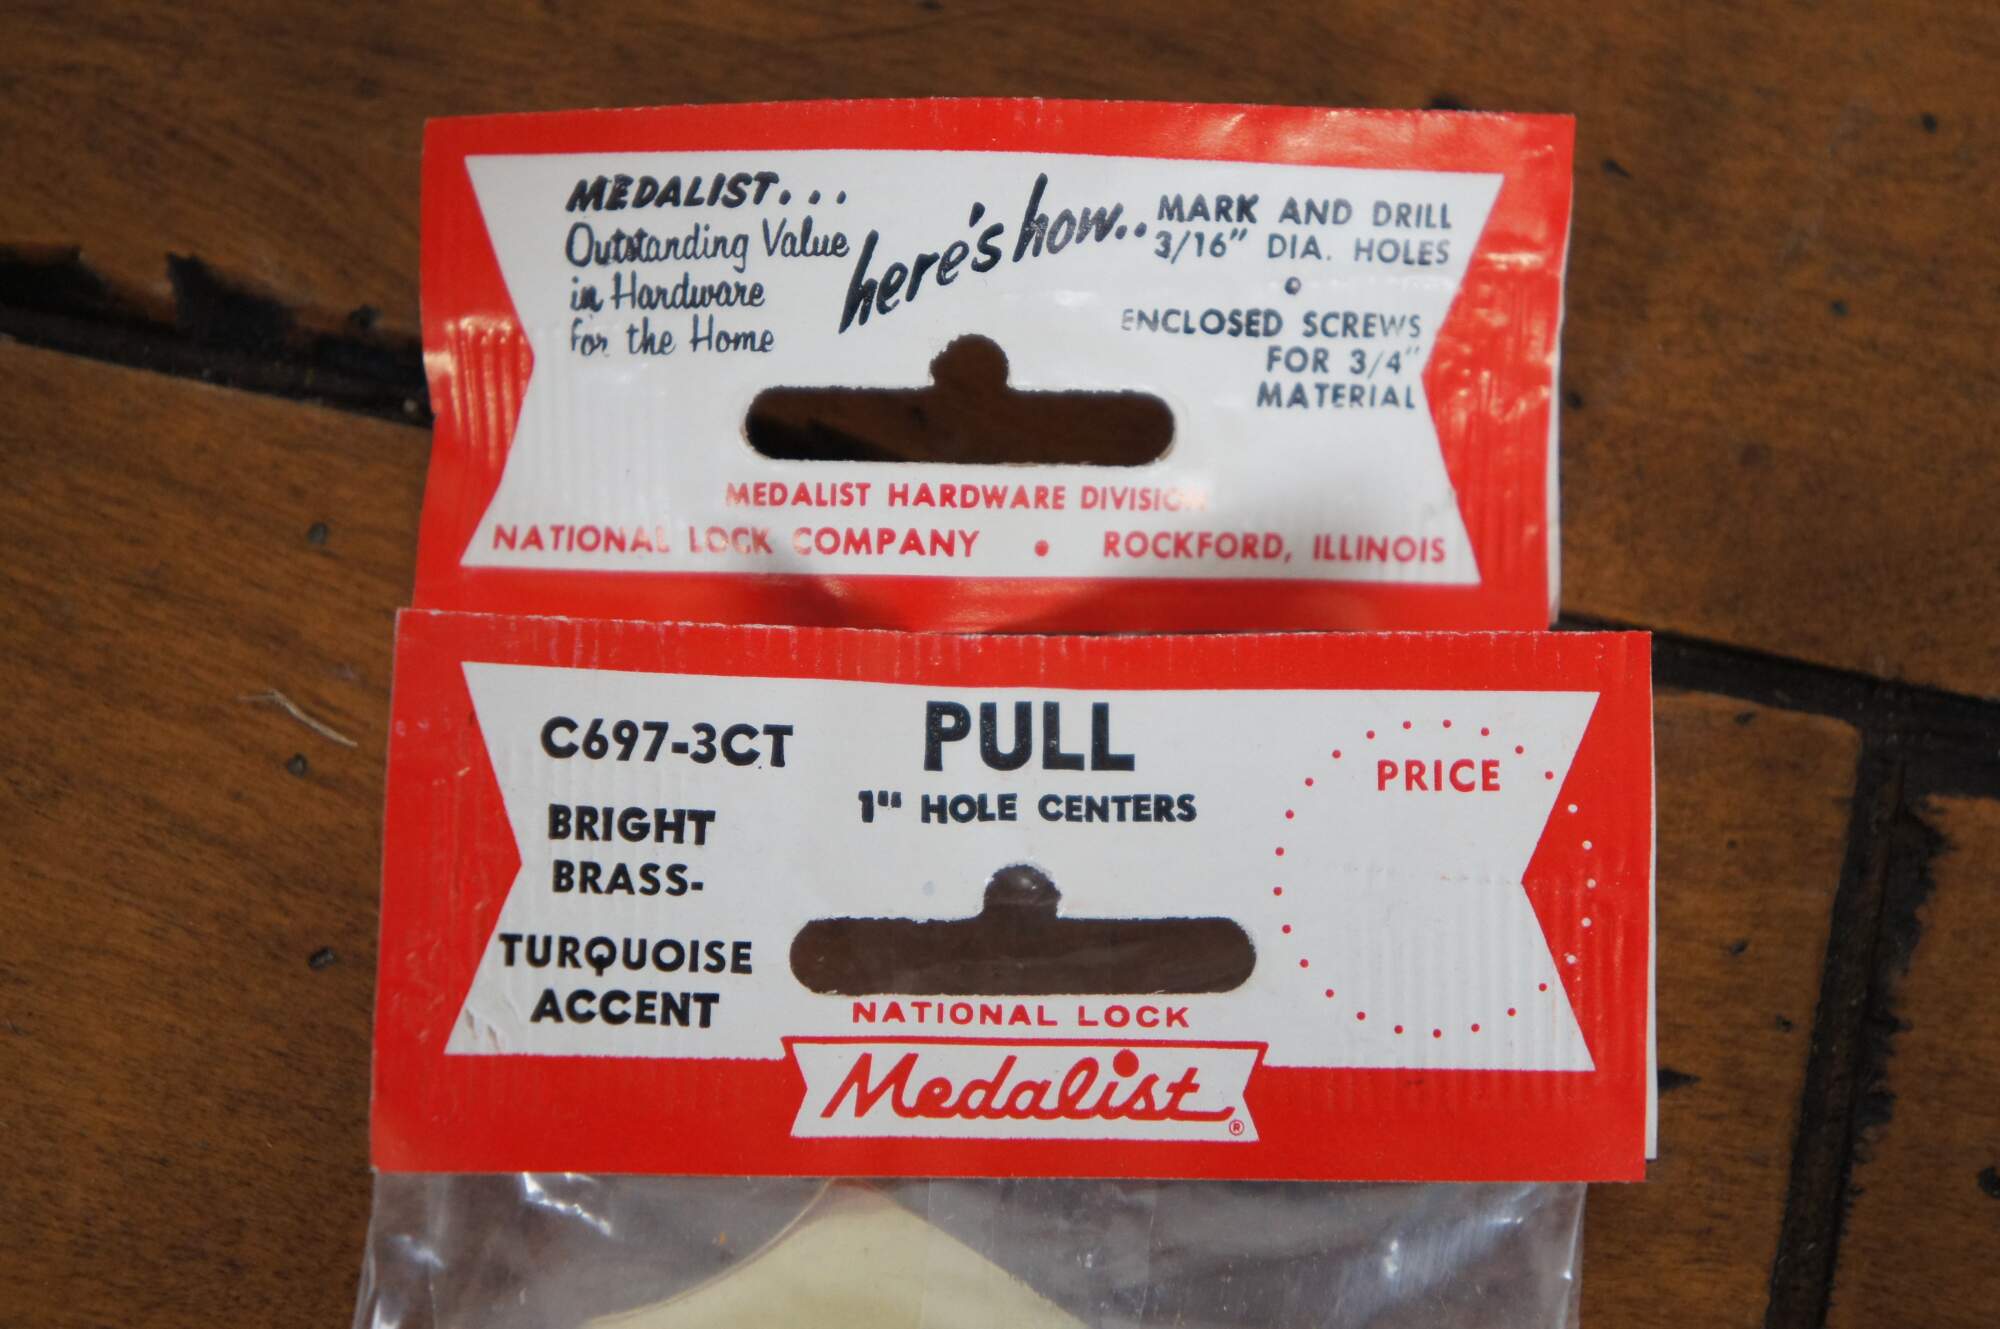 MEDALIST...
Outstanding Value
in Hardware
for the Home
here's how..
MARK AND DRILL
3/16" DIA. HOLES
•
ENCLOSED SCREWS
FOR 3/4"
MATERIAL
MEDALIST HARDWARE DIVISION
NATIONAL LOCK COMPANY • ROCKFORD, ILLINOIS
C697-3CT
BRIGHT
BRASS-
TURQUOISE
ACCENT
PULL
1" HOLE CENTERS
PRICE
NATIONAL LOCK
Medalist®